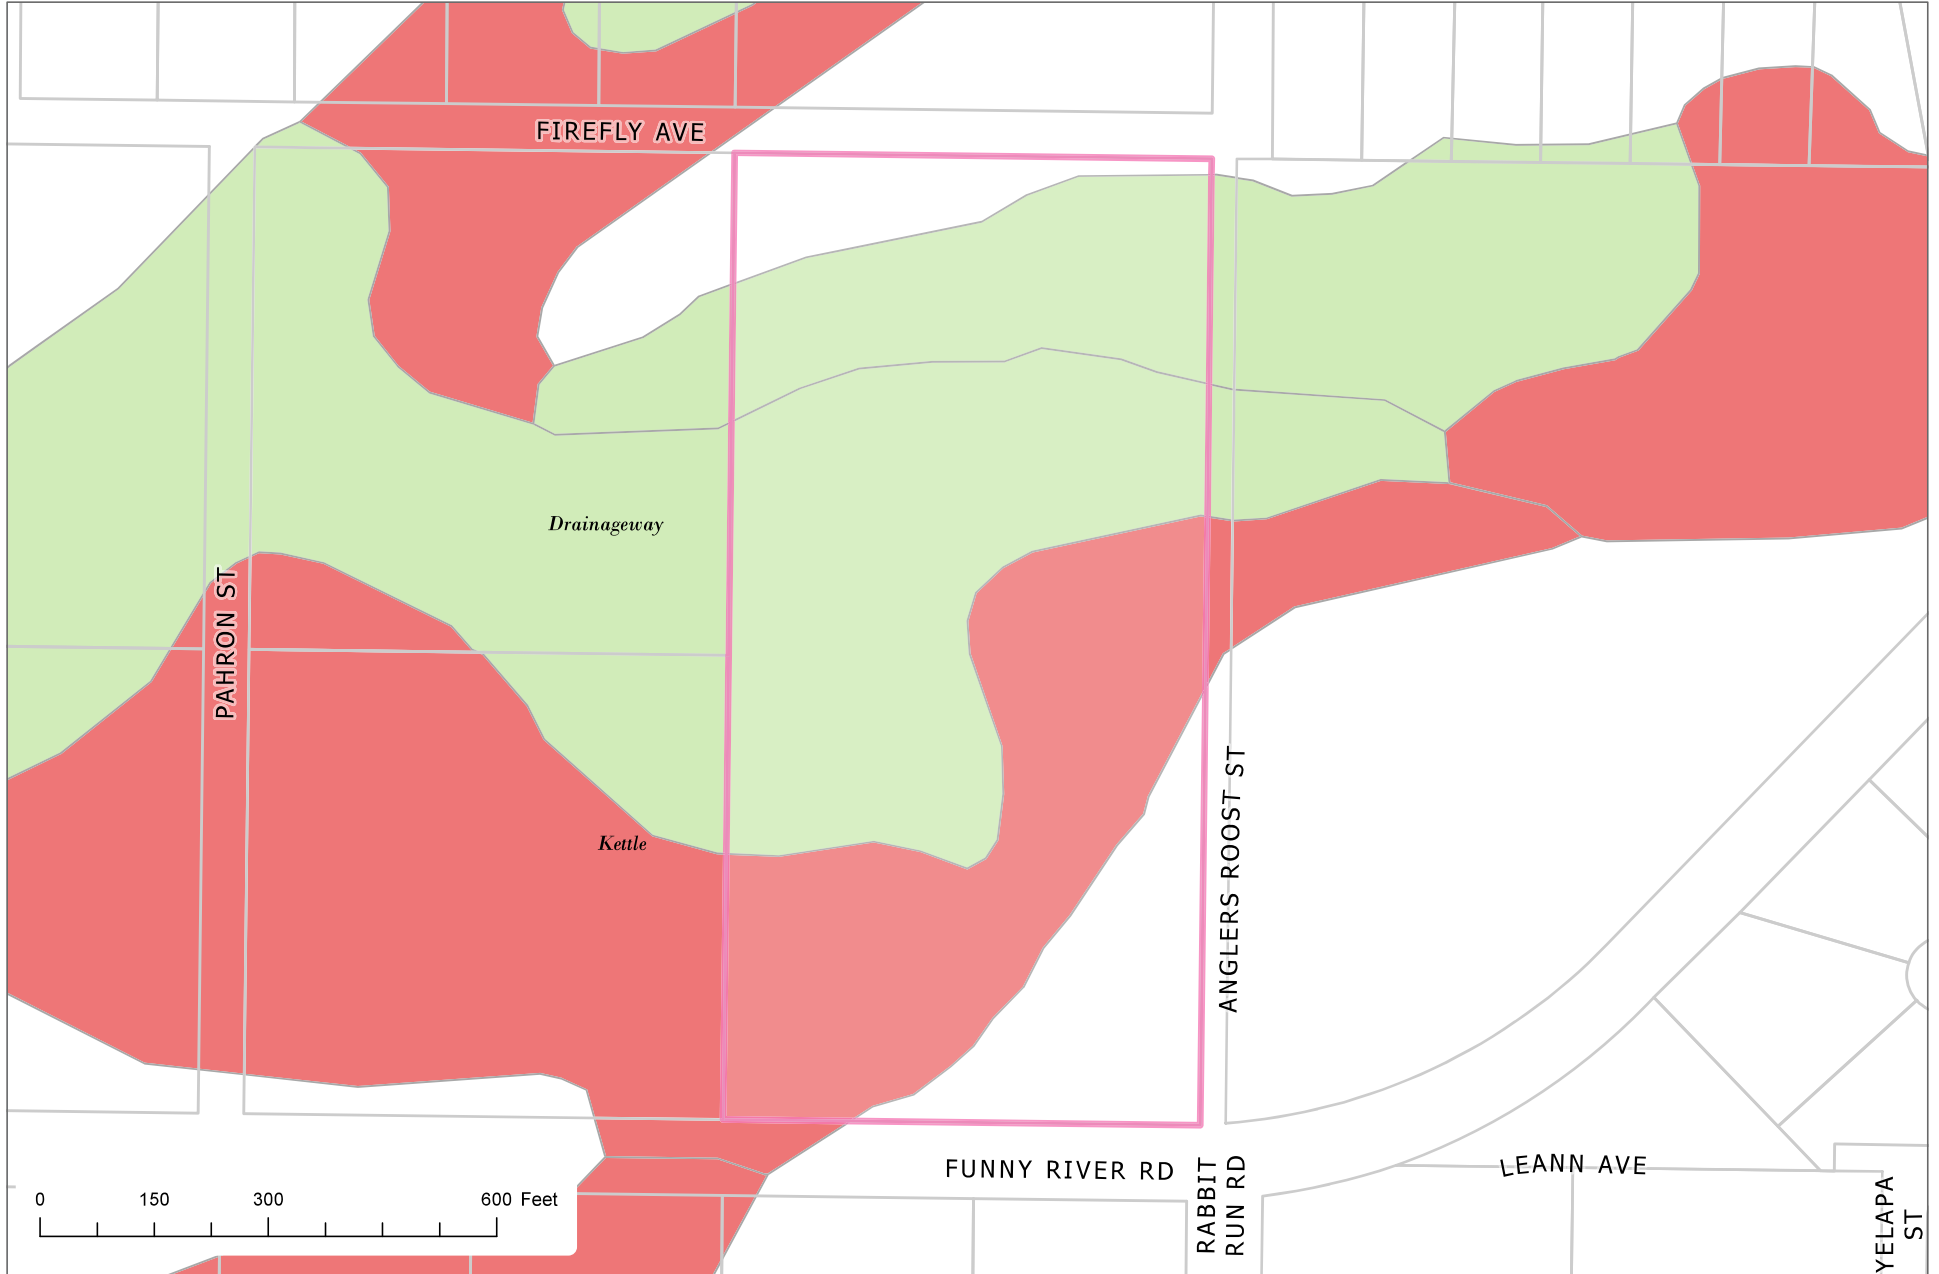 FIREFLY AVE
Drainageway
PAHRON ST
Kettle
ANGLERS ROOST ST
FUNNY RIVER RD
RABBIT
RUN RD
LEANN AVE
YELAPA
ST
0 150 300 600 Feet